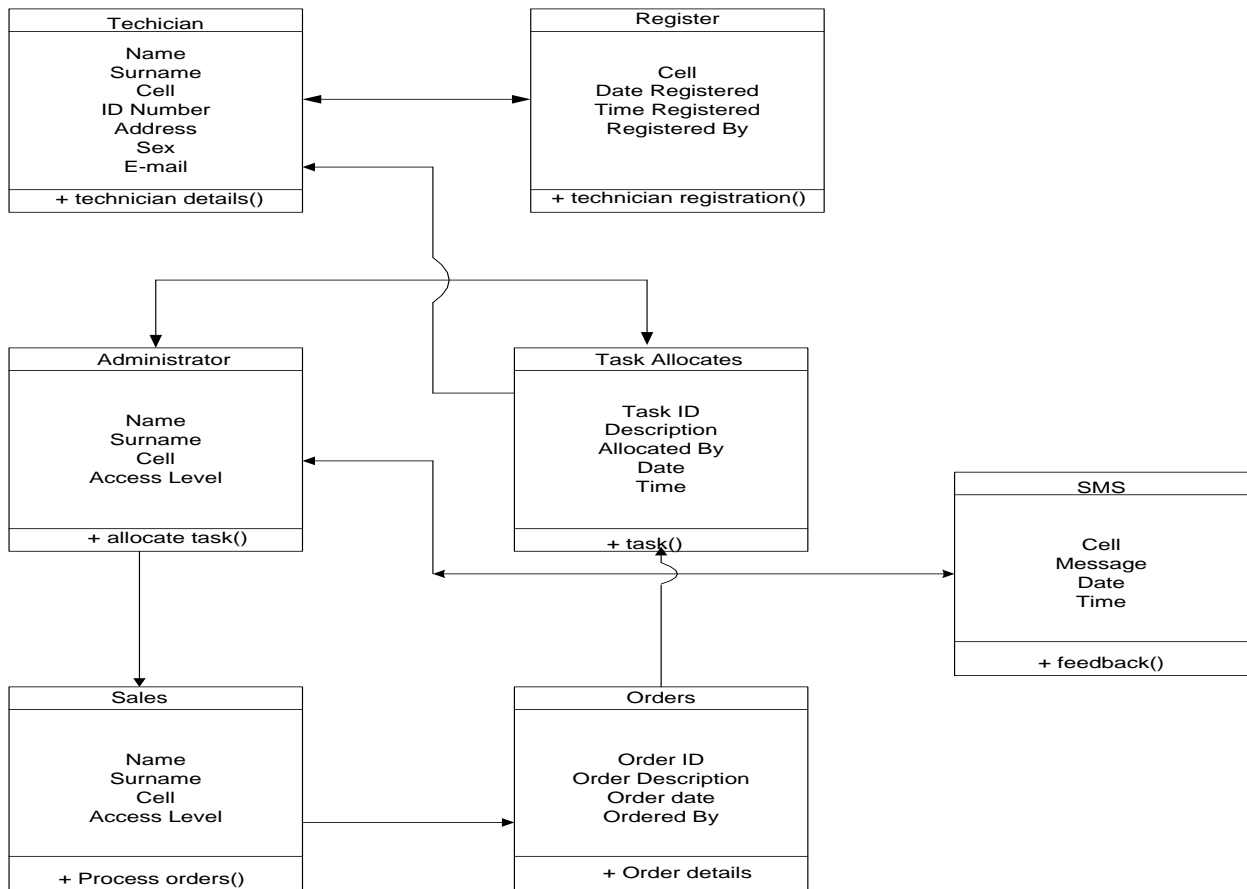 Techician
Name
Surname
Cell
ID Number
Address
Sex
E-mail
+ technician details()
Register
Cell
Date Registered
Time Registered
Registered By
+ technician registration()
Administrator
Name
Surname
Cell
Access Level
+ allocate task()
Task Allocates
Task ID
Description
Allocated By
Date
Time
+ task()
SMS
Cell
Message
Date
Time
+ feedback()
Sales
Name
Surname
Cell
Access Level
+ Process orders()
Orders
Order ID
Order Description
Order date
Ordered By
+ Order details